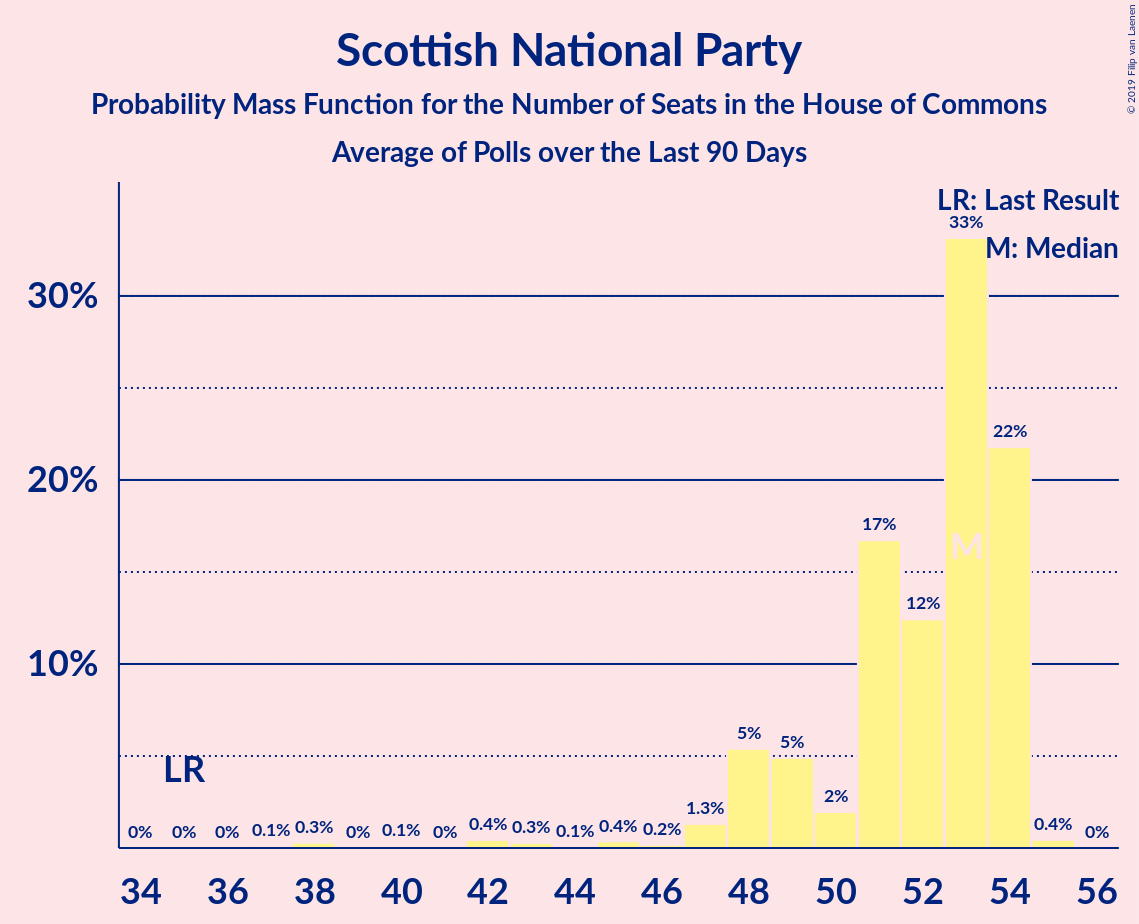 Scottish National Party
Probability Mass Function for the Number of Seats in the House of Commons
Average of Polls over the Last 90 Days
© 2019 Filip van Laenen
LR: Last Result
M: Median
33%
30%
22%
20%
17%
M
12%
10%
5%
5%
LR
2%
1.3%
0% 0% 0% 0.1% 0.3% 0% 0.1% 0% 0.4% 0.3% 0.1% 0.4% 0.2% 0.4% 0%
34 36 38 40 42 44 46 48 50 52 54 56